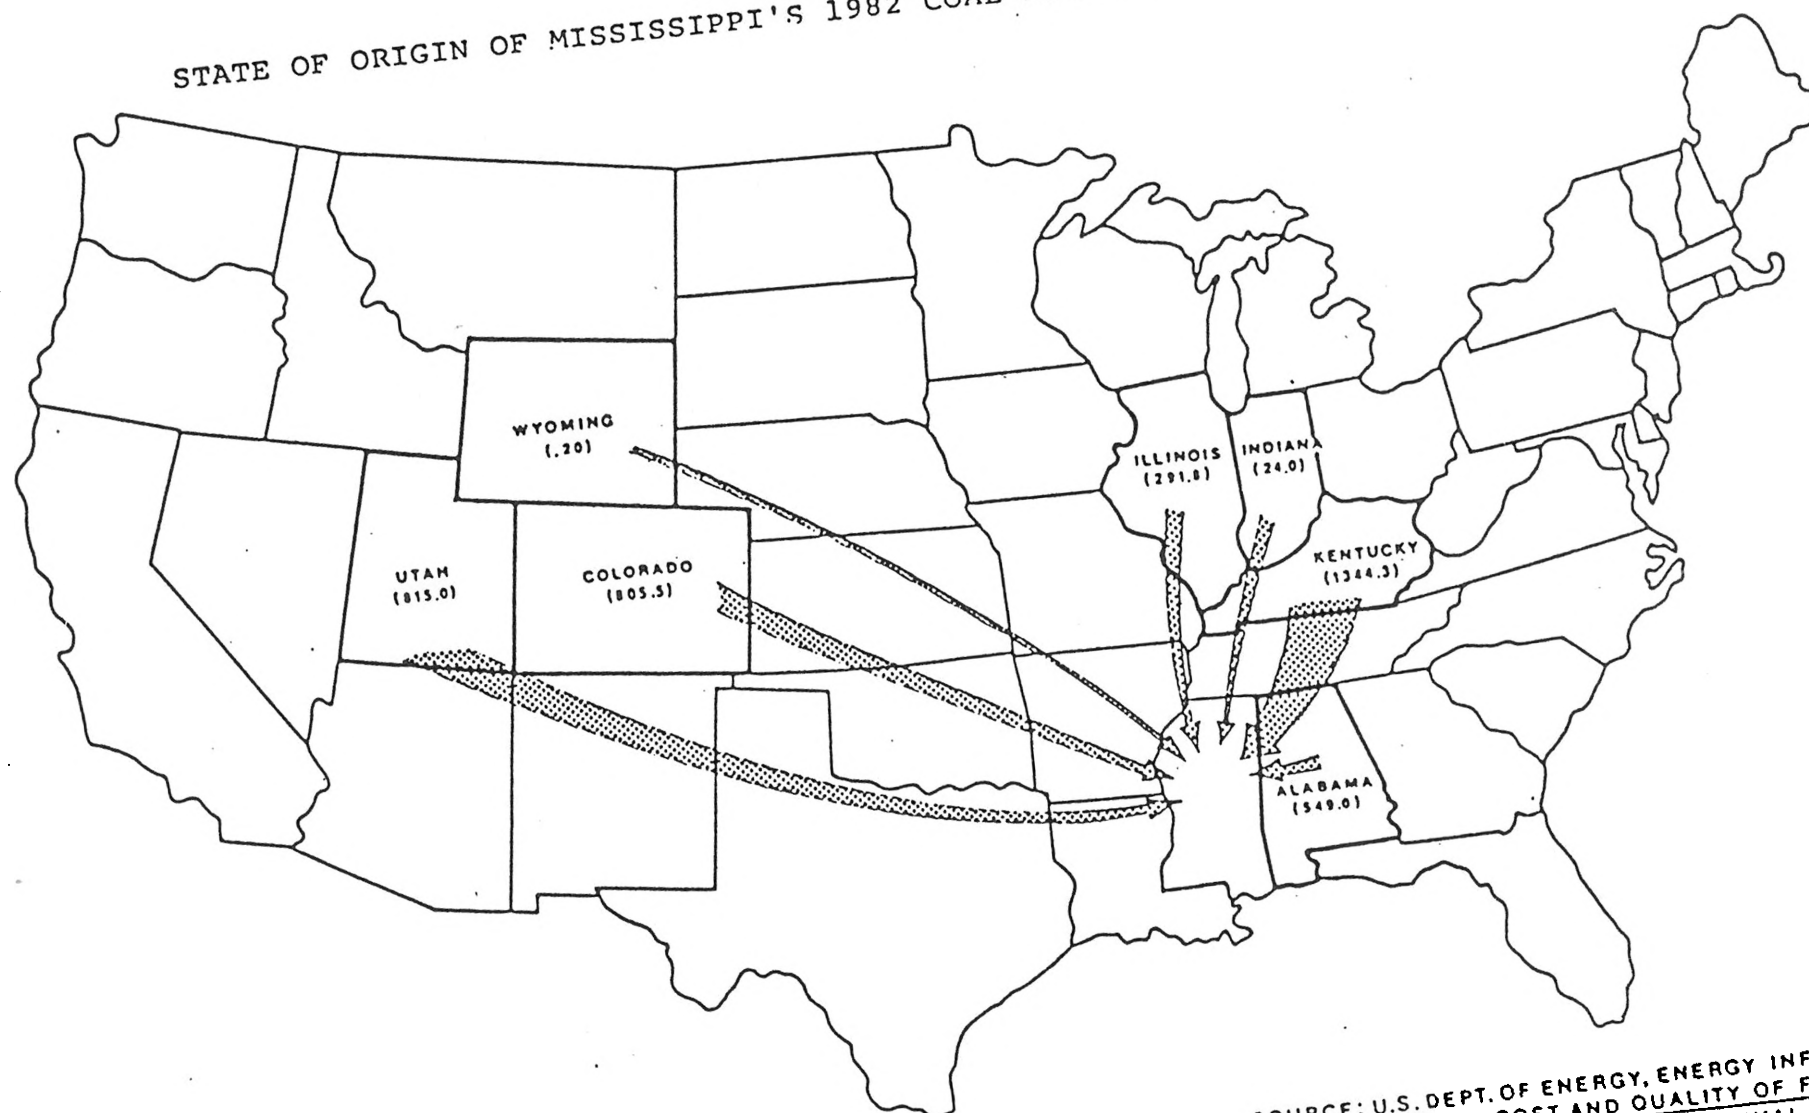 STATE OF ORIGIN OF MISSISSIPPI'S 1982 COAL
WYOMING
(.20)
ILLINOIS
(291.8)
INDIANA
(24.0)
KENTUCKY
(1344.3)
UTAH
(815.0)
COLORADO
(805.5)
ALABAMA
(549.0)
SOURCE: U.S. DEPT. OF ENERGY, ENERGY INF
COST AND QUALITY OF F